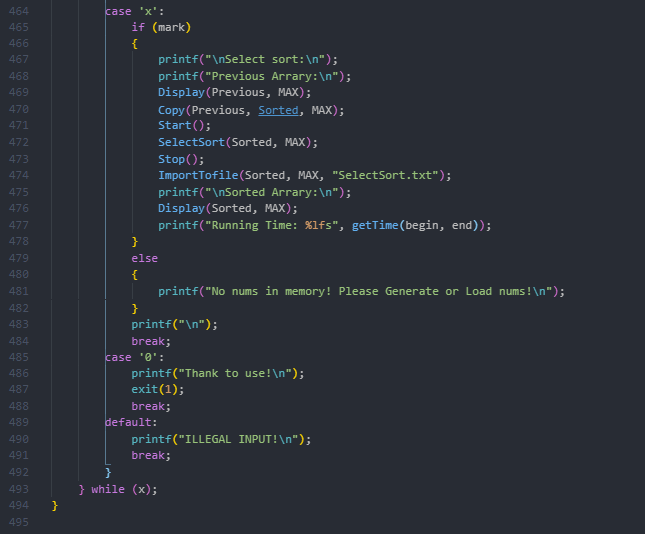 464 case 'x':
465 if (mark)
466 {
467 printf("\nSelect sort:\n");
468 printf("Previous Arrary:\n");
469 Display(Previous, MAX);
470 Copy(Previous, Sorted, MAX);
471 Start();
472 SelectSort(Sorted, MAX);
473 Stop();
474 ImportTofile(Sorted, MAX, "SelectSort.txt");
475 printf("\nSorted Arrary:\n");
476 Display(Sorted, MAX);
477 printf("Running Time: %lfs", getTime(begin, end));
478 }
479 else
480 {
481 printf("No nums in memory! Please Generate or Load nums!\n");
482 }
483 printf("\n");
484 break;
485 case '0':
486 printf("Thank to use!\n");
487 exit(1);
488 break;
489 default:
490 printf("ILLEGAL INPUT!\n");
491 break;
492 }
493 } while (x);
494 }
495